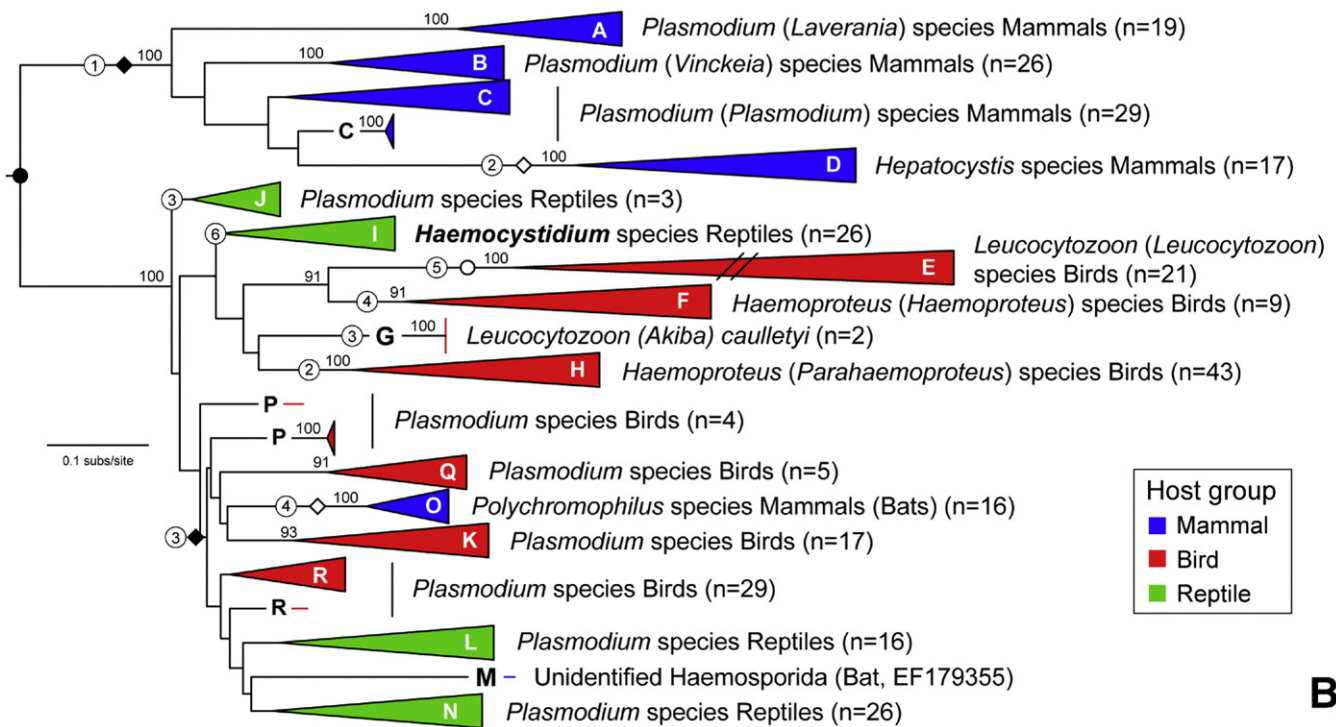 100 A Plasmodium (Laverania) species Mammals (n=19)
1 100
100 B Plasmodium (Vinckeia) species Mammals (n=26)
C
Plasmodium (Plasmodium) species Mammals (n=29)
C 100
2 100 D Hepatocystis species Mammals (n=17)
3 J Plasmodium species Reptiles (n=3)
6 I Haemocystidium species Reptiles (n=26)
Leucocytozoon (Leucocytozoon)
5 100 E
species Birds (n=21)
100
91
4 91 F Haemoproteus (Haemoproteus) species Birds (n=9)
3 G 100 Leucocytozoon (Akiba) caulletyi (n=2)
2 100 H Haemoproteus (Parahaemoproteus) species Birds (n=43)
P
Plasmodium species Birds (n=4)
P 100
0.1 subs/site
91 Q Plasmodium species Birds (n=5)
4 100 O Polychromophilus species Mammals (Bats) (n=16)
3 93 K Plasmodium species Birds (n=17)
R
Plasmodium species Birds (n=29)
R
L Plasmodium species Reptiles (n=16)
M Unidentified Haemosporida (Bat, EF179355)
N Plasmodium species Reptiles (n=26)
Host group
Mammal
Bird
Reptile
B